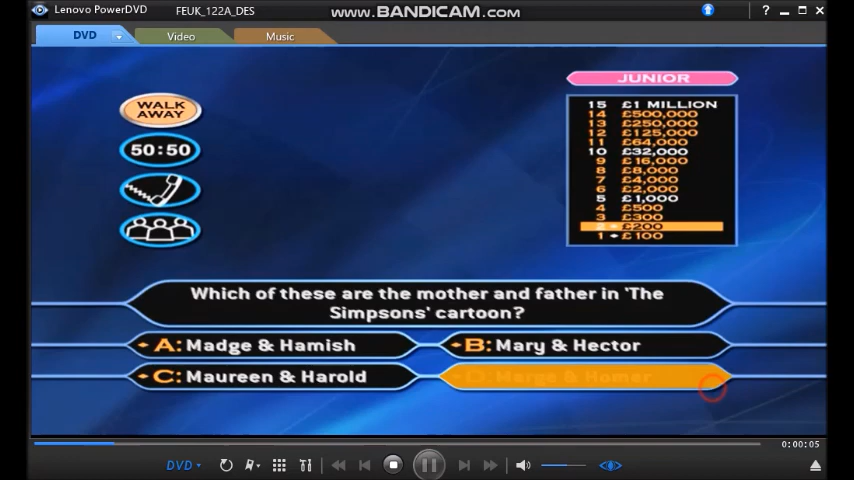 Lenovo PowerDVD
FEUK_122A_DES
www.BANDICAM.com
?
DVD
Video
Music
WALK
AWAY
50:50
JUNIOR
15 £1 MILLION
14 £500,000
13 £250,000
12 £125,000
11 £64,000
10 £32,000
9 £16,000
8 £8,000
7 £4,000
6 £2,000
5 £1,000
4 £500
3 £300
2 £200
1 £100
Which of these are the mother and father in 'The
Simpsons' cartoon?
A: Madge & Hamish
B: Mary & Hector
C: Maureen & Harold
D: Marge & Homer
0:00:05
DVD